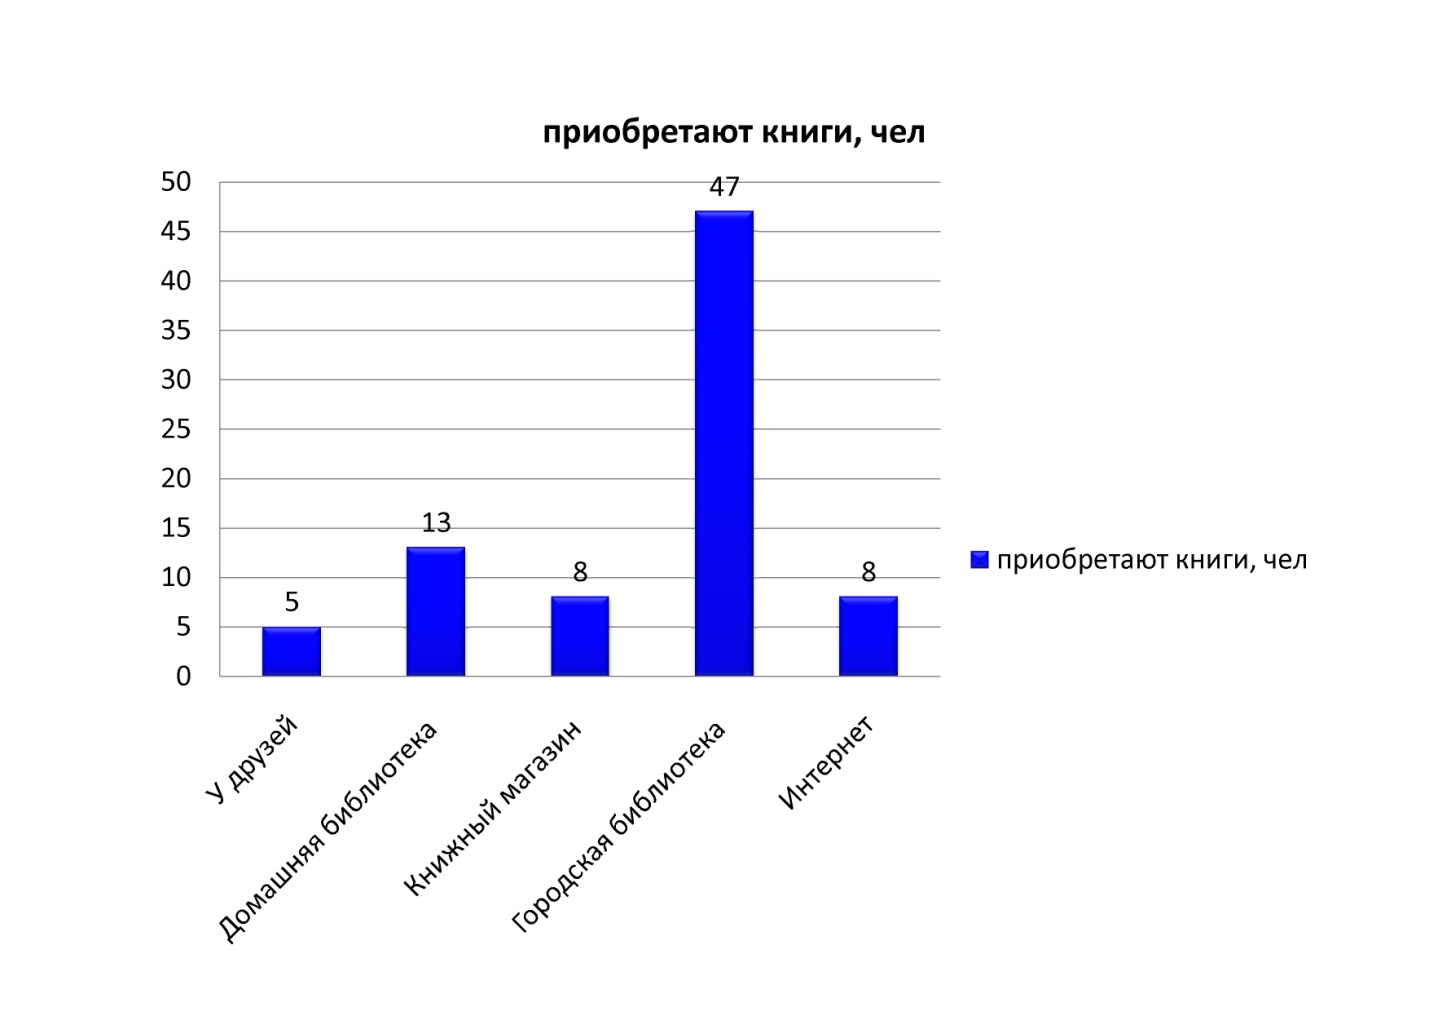 приобретают книги, чел
50
45
40
35
30
25
20
15
10
5
0
5
13
8
47
8
У друзей
Домашняя библиотека
Книжный магазин
Городская библиотека
Интернет
приобретают книги, чел